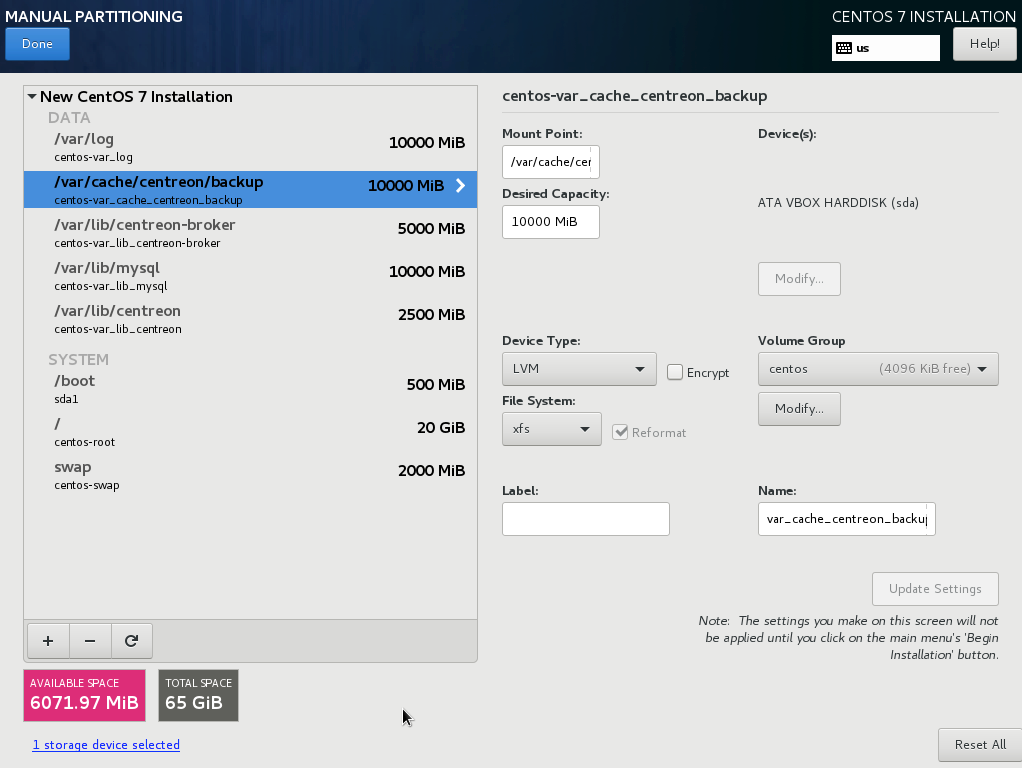 MANUAL PARTITIONING
CENTOS 7 INSTALLATION
Done
us
Help!
New CentOS 7 Installation
DATA
/var/log
10000 MiB
centos-var_log
/var/cache/centreon/backup
10000 MiB
centos-var_cache_centreon_backup
/var/lib/centreon-broker
5000 MiB
centos-var_lib_centreon-broker
/var/lib/mysql
10000 MiB
centos-var_lib_mysql
/var/lib/centreon
2500 MiB
centos-var_lib_centreon
SYSTEM
/boot
500 MiB
sda1
/
20 GiB
centos-root
swap
2000 MiB
centos-swap
+ −
AVAILABLE SPACE
6071.97 MiB
TOTAL SPACE
65 GiB
1 storage device selected
centos-var_cache_centreon_backup
Mount Point:
/var/cache/cer
Device(s):
Desired Capacity:
10000 MiB
ATA VBOX HARDDISK (sda)
Modify...
Device Type:
LVM
Encrypt
Volume Group
centos (4096 KiB free)
Modify...
File System:
xfs
Reformat
Label:
Name:
var_cache_centreon_backup
Update Settings
Note: The settings you make on this screen will not
be applied until you click on the main menu's 'Begin
Installation' button.
Reset All